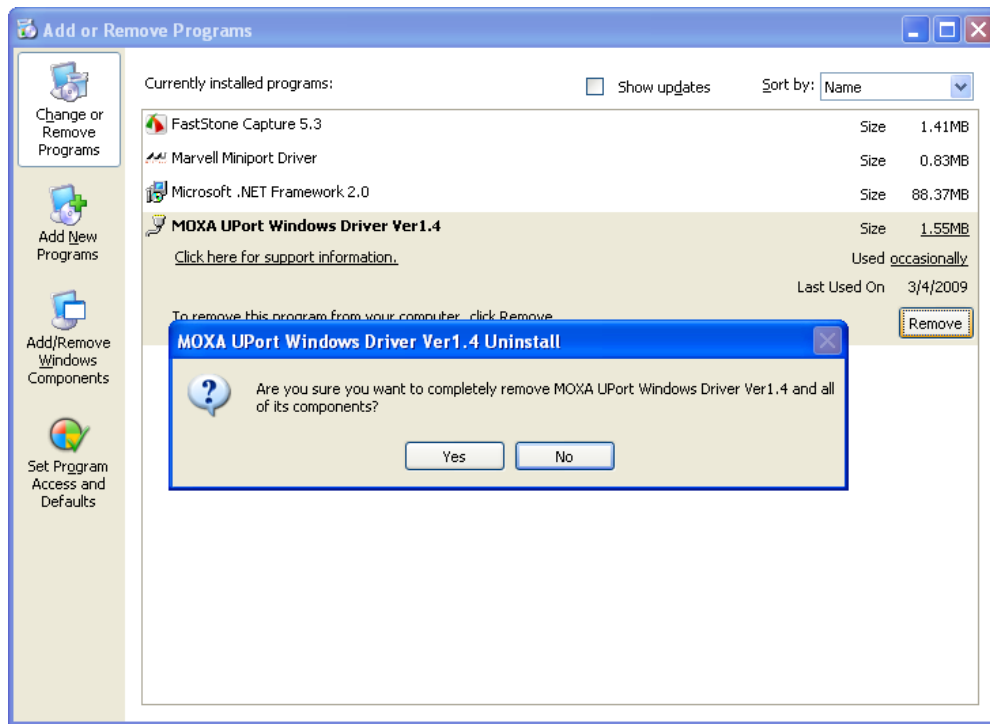 Add or Remove Programs
Change or
Remove
Programs
Add New
Programs
Add/Remove
Windows
Components
Set Program
Access and
Defaults
Currently installed programs:
Show updates
Sort by: Name
FastStone Capture 5.3 Size 1.41MB
Marvell Miniport Driver Size 0.83MB
Microsoft .NET Framework 2.0 Size 88.37MB
MOXA UPort Windows Driver Ver1.4 Size 1.55MB
Click here for support information. Used occasionally
Last Used On 3/4/2009
To remove this program from your computer, click Remove. Remove
MOXA UPort Windows Driver Ver1.4 Uninstall
Are you sure you want to completely remove MOXA UPort Windows Driver Ver1.4 and all
of its components?
Yes No